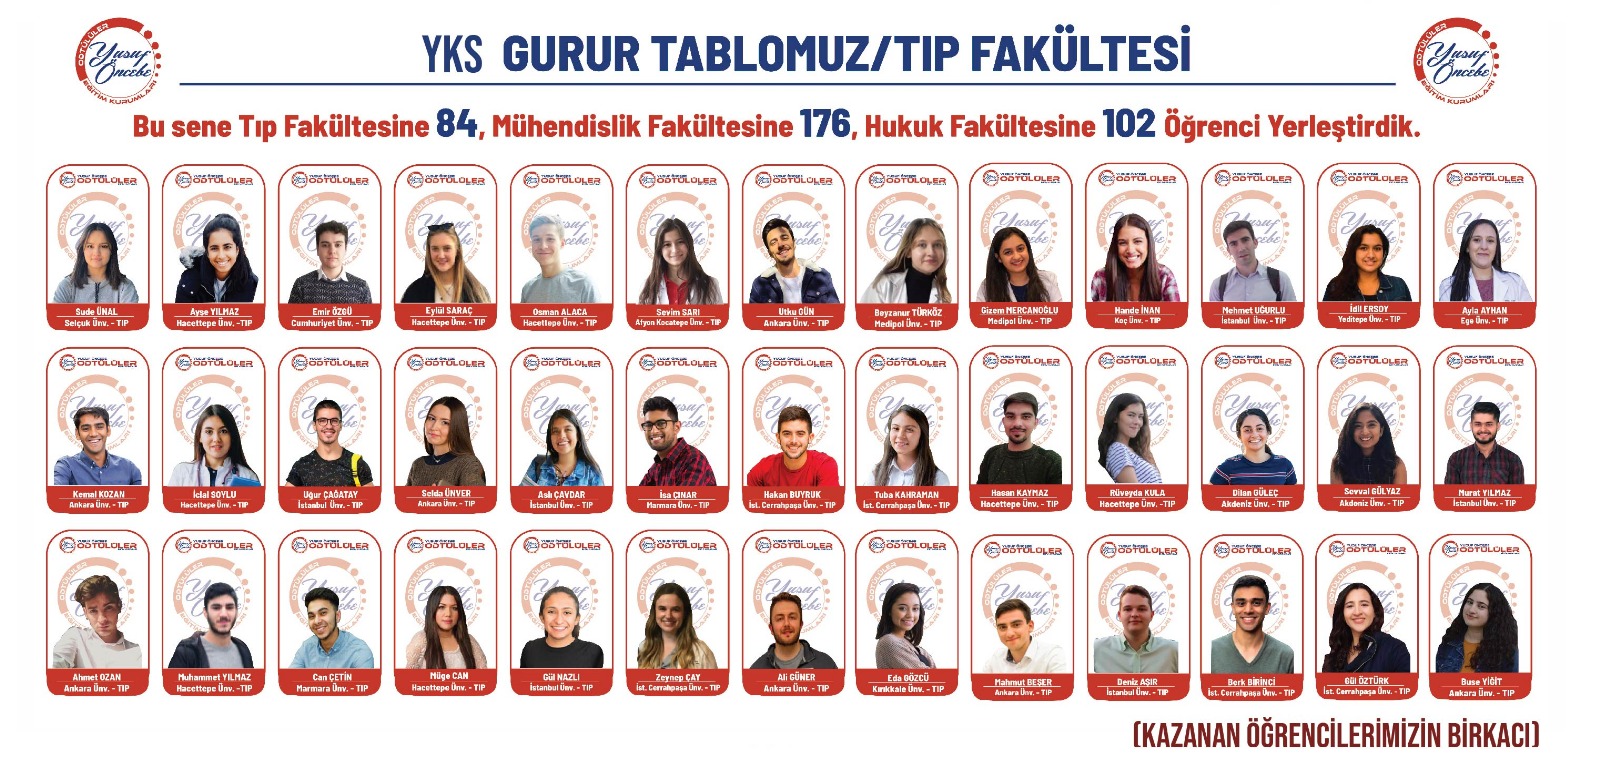 ODTÜLÜLER
Yusuf
Öncebe
EĞİTİM KURUMLARI
YKS GURUR TABLOMUZ/TIP FAKÜLTESİ
ODTÜLÜLER
Yusuf
Öncebe
EĞİTİM KURUMLARI
Bu sene Tıp Fakültesine 84, Mühendislik Fakültesine 176, Hukuk Fakültesine 102 Öğrenci Yerleştirdik.
Sude ÜNAL
Selçuk Ünv. - TIP
Ayşe YILMAZ
Hacettepe Ünv. -TIP
Emir ÖZGÜ
Cumhuriyet Ünv. - TIP
Eylül SARAÇ
Hacettepe Ünv. -TIP
Osman ALACA
Hacettepe Ünv. - TIP
Sevim SARI
Afyon Kocatepe Ünv. - TIP
Utku GÜN
Ankara Ünv. -TIP
Beyzanur TÜRKÖZ
Medipol Ünv. - TIP
Gizem MERCANOĞLU
Medipol Ünv. - TIP
Hande İNAN
Koç Ünv. - TIP
Mehmet UĞURLU
İstanbul Ünv. - TIP
İdil ERSOY
Yeditepe Ünv. - TIP
Ayla AYHAN
Ege Ünv. - TIP
Kemal KOZAN
Ankara Ünv. - TIP
İclal SOYLU
Hacettepe Ünv. - TIP
Uğur ÇAĞATAY
İstanbul Ünv. - TIP
Selda ÜNVER
Ankara Ünv. - TIP
Aslı ÇAVDAR
İstanbul Ünv. - TIP
İsa ÇINAR
Marmara Ünv. - TIP
Hakan BUYRUK
İst. Cerrahpaşa Ünv. - TIP
Tuba KAHRAMAN
İst. Cerrahpaşa Ünv. - TIP
Hasan KAYMAZ
Hacettepe Ünv. - TIP
Rüveyda KULA
Hacettepe Ünv. - TIP
Dilan GÜLEÇ
Akdeniz Ünv. - TIP
Sevval GÜLYAZ
Akdeniz Ünv. - TIP
Murat YILMAZ
İstanbul Ünv. - TIP
Ahmet OZAN
Ankara Ünv. - TIP
Muhammet YILMAZ
Hacettepe Ünv. - TIP
Can ÇETİN
Marmara Ünv. - TIP
Müge CAN
Hacettepe Ünv. - TIP
Gül NAZLI
İstanbul Ünv. - TIP
Zeynep ÇAY
İst. Cerrahpaşa Ünv. - TIP
Ali GÜNER
Ankara Ünv. - TIP
Eda GÖZCÜ
Kırıkkale Ünv. - TIP
Mahmut BEŞER
Ankara Ünv. - TIP
Deniz AŞIR
İstanbul Ünv. - TIP
Berk BİRİNCİ
İst. Cerrahpaşa Ünv. - TIP
Gül ÖZTÜRK
İst. Cerrahpaşa Ünv. - TIP
Buse YİĞİT
Ankara Ünv. - TIP
(KAZANAN ÖĞRENCİLERİMİZİN BİRKACI)